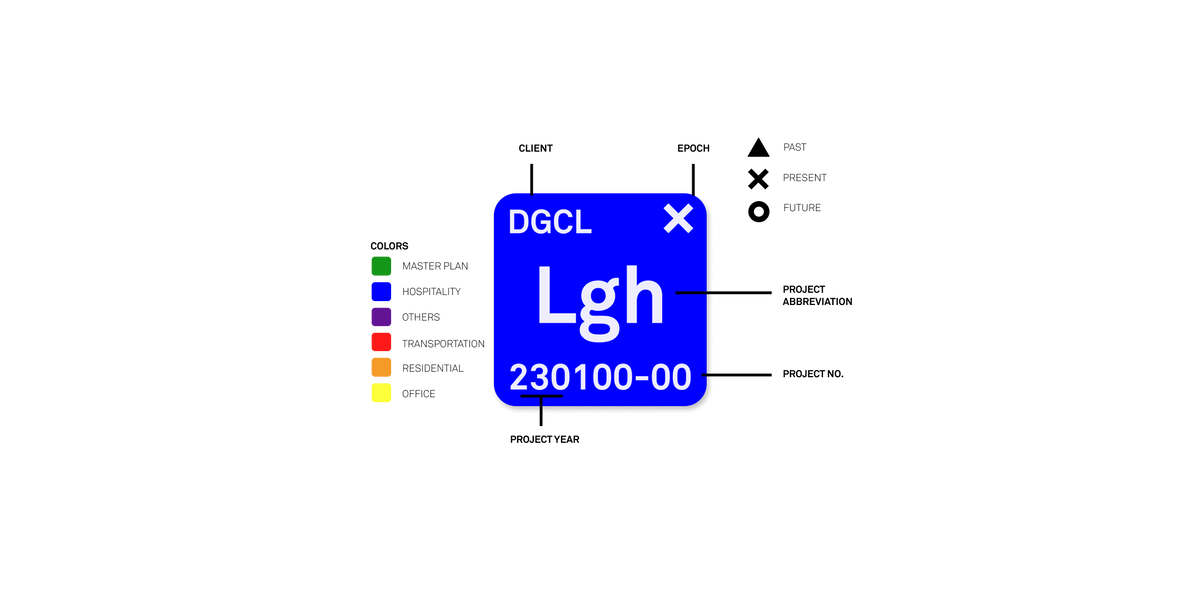 CLIENT
EPOCH
PAST
PRESENT
FUTURE
DGCL
COLORS
MASTER PLAN
HOSPITALITY
OTHERS
TRANSPORTATION
RESIDENTIAL
OFFICE
Lgh
PROJECT
ABBREVIATION
230100-00
PROJECT NO.
PROJECT YEAR